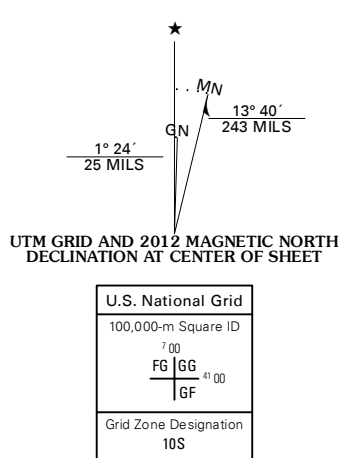 ★
MN
13° 40´
243 MILS
GN
1° 24´
25 MILS
UTM GRID AND 2012 MAGNETIC NORTH
DECLINATION AT CENTER OF SHEET
U.S. National Grid
100,000-m Square ID
7 00
FG GG
41 00
GF
Grid Zone Designation
10S